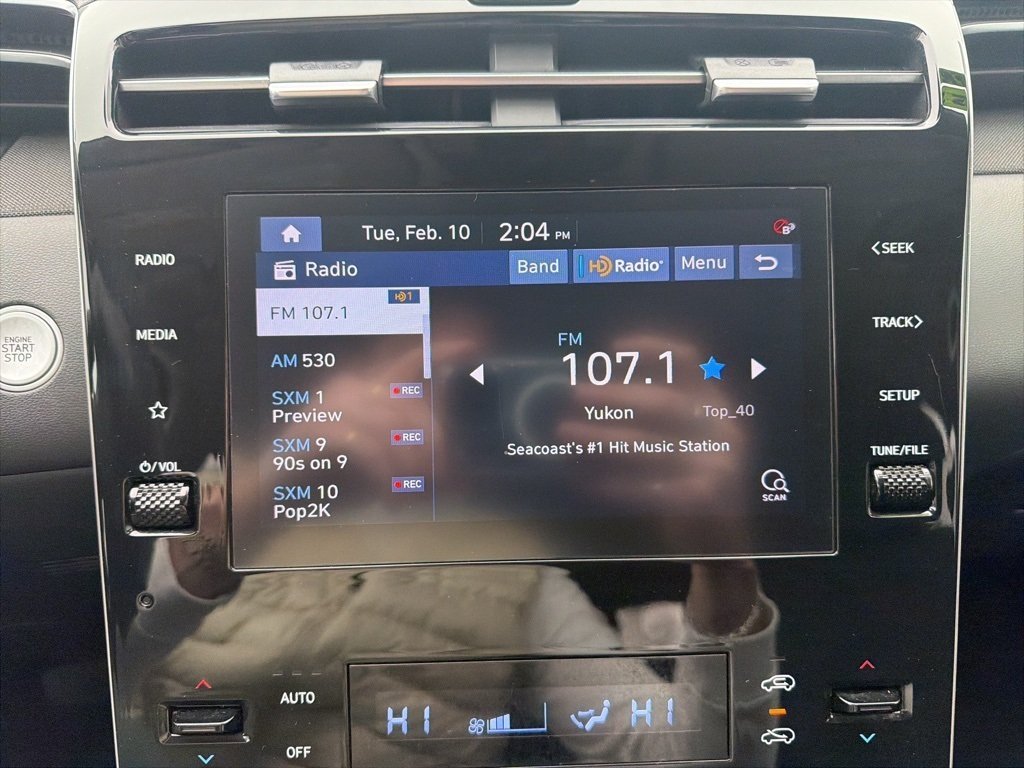 Tue, Feb. 10 2:04 PM
B
Radio Band HD Radio Menu
FM 107.1 HD 1
AM 530
SXM 1 REC
Preview
SXM 9 REC
90s on 9
SXM 10 REC
Pop2K
FM
107.1
Yukon Top_40
Seacoast's #1 Hit Music Station
SCAN
RADIO
MEDIA
ENGINE
START
STOP
/VOL
<SEEK
TRACK>
SETUP
TUNE/FILE
AUTO
OFF
HI HI